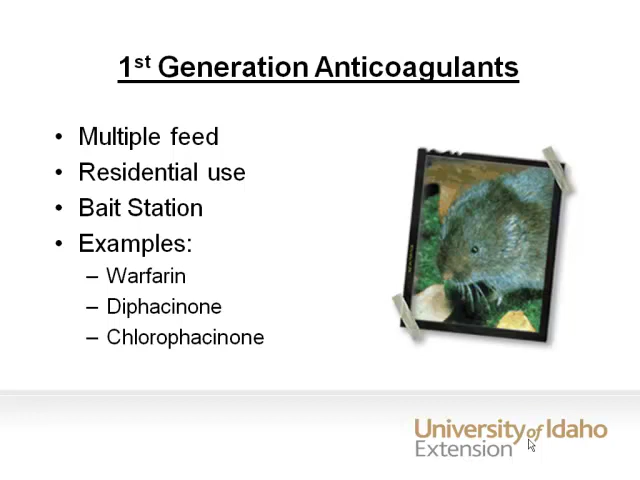 1st Generation Anticoagulants
• Multiple feed
• Residential use
• Bait Station
• Examples:
– Warfarin
– Diphacinone
– Chlorophacinone
University of Idaho
Extension